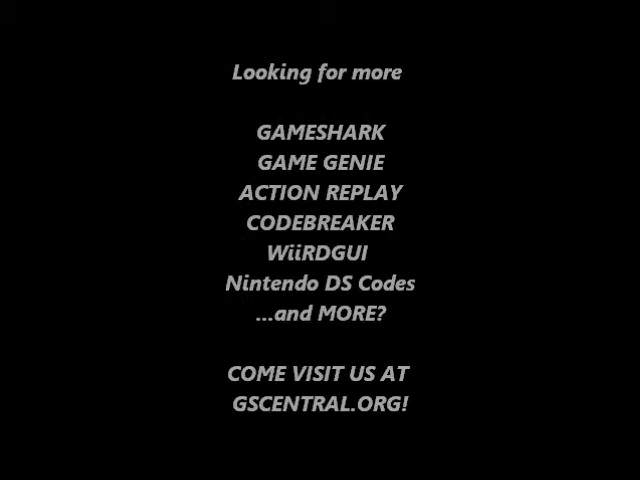 Looking for more
GAMESHARK
GAME GENIE
ACTION REPLAY
CODEBREAKER
WiiRDGUI
Nintendo DS Codes
...and MORE?
COME VISIT US AT
GSCENTRAL.ORG!